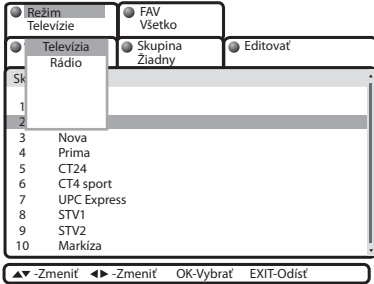 Režim
Televízie
FAV
Všetko
Televízia
Rádio
Skupina
Žiadny
Editovať
Sk
1
2
3 Nova
4 Prima
5 CT24
6 CT4 sport
7 UPC Express
8 STV1
9 STV2
10 Markíza
▲▼ -Zmeniť ◀▶ -Zmeniť OK-Vybrať EXIT-Odísť